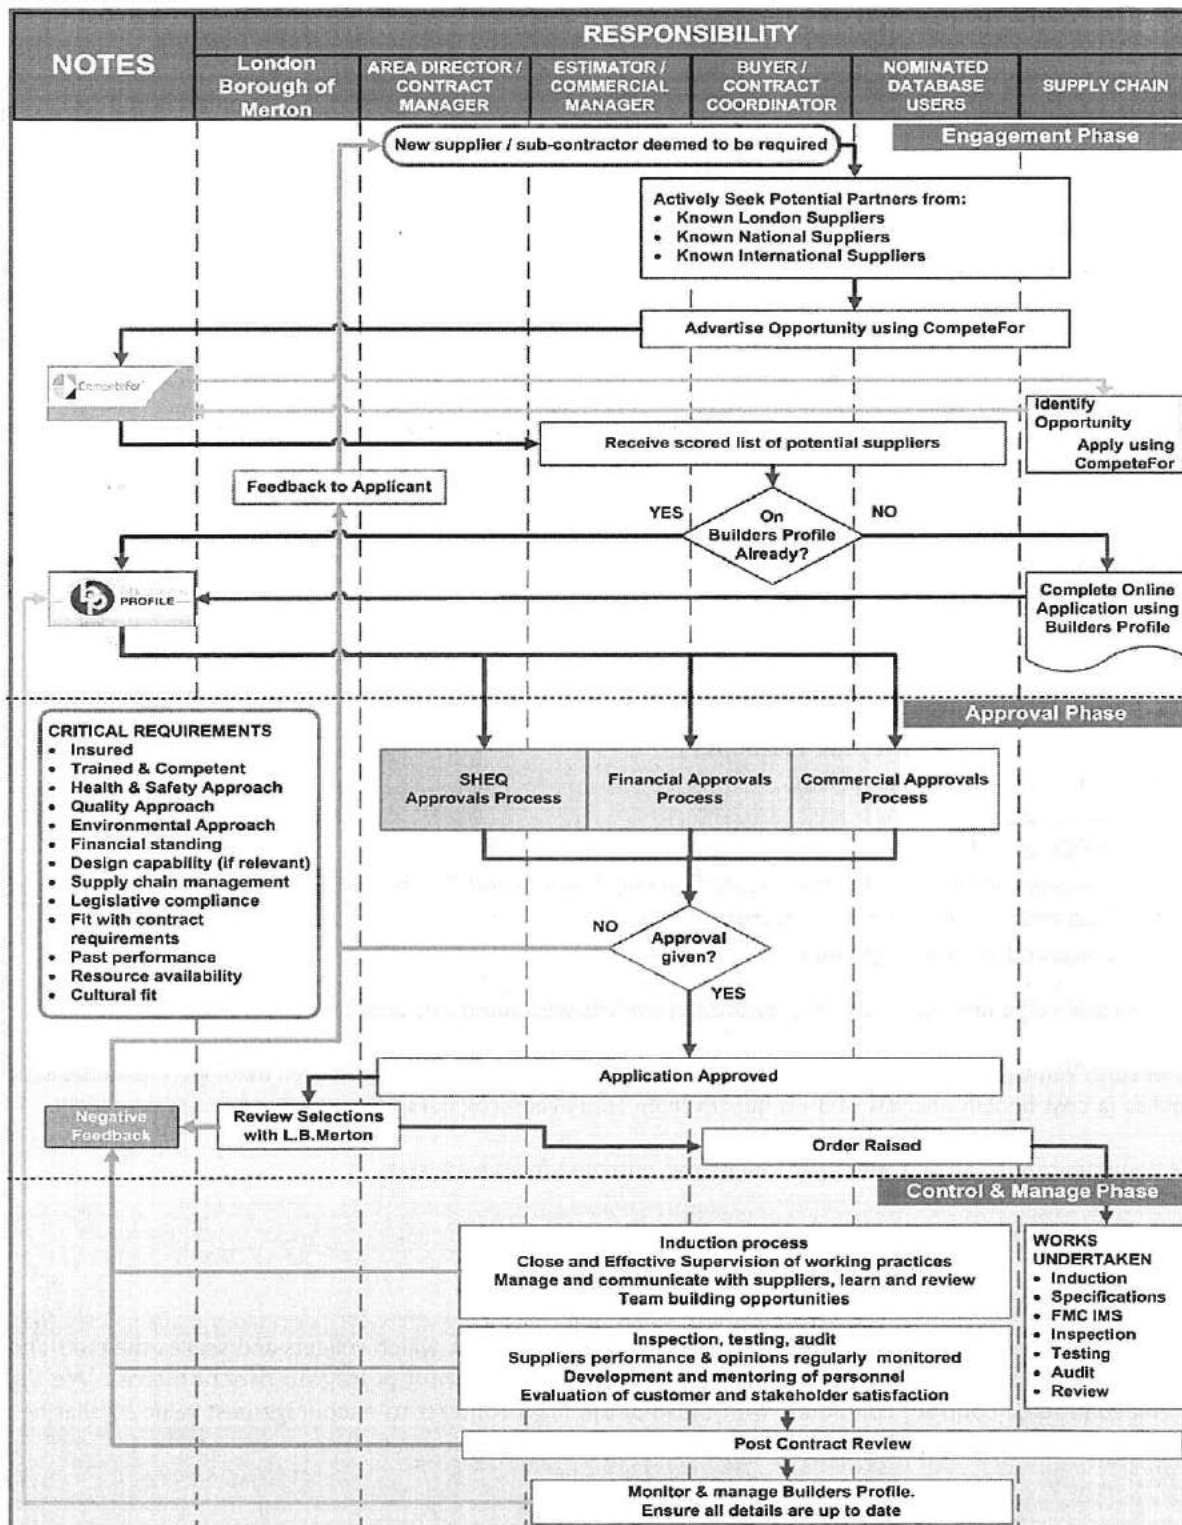 RESPONSIBILITY
NOTES
London
Borough of
Merton
AREA DIRECTOR /
CONTRACT
MANAGER
ESTIMATOR /
COMMERCIAL
MANAGER
BUYER /
CONTRACT
COORDINATOR
NOMINATED
DATABASE
USERS
SUPPLY CHAIN
Engagement Phase
New supplier / sub-contractor deemed to be required
Actively Seek Potential Partners from:
• Known London Suppliers
• Known National Suppliers
• Known International Suppliers
Advertise Opportunity using CompeteFor
CompeteFor
Identify
Opportunity
Apply using
CompeteFor
Receive scored list of potential suppliers
Feedback to Applicant
YES
On
Builders Profile
Already?
NO
PROFILE
Complete Online
Application using
Builders Profile
Approval Phase
CRITICAL REQUIREMENTS
• Insured
• Trained & Competent
• Health & Safety Approach
• Quality Approach
• Environmental Approach
• Financial standing
• Design capability (if relevant)
• Supply chain management
• Legislative compliance
• Fit with contract
requirements
• Past performance
• Resource availability
• Cultural fit
SHEQ
Approvals Process
Financial Approvals
Process
Commercial Approvals
Process
NO
Approval
given?
YES
Application Approved
Negative
Feedback
Review Selections
with L.B.Merton
Order Raised
Control & Manage Phase
Induction process
Close and Effective Supervision of working practices
Manage and communicate with suppliers, learn and review
Team building opportunities
WORKS
UNDERTAKEN
• Induction
• Specifications
• FMC IMS
• Inspection
• Testing
• Audit
• Review
Inspection, testing, audit
Suppliers performance & opinions regularly monitored
Development and mentoring of personnel
Evaluation of customer and stakeholder satisfaction
Post Contract Review
Monitor & manage Builders Profile.
Ensure all details are up to date